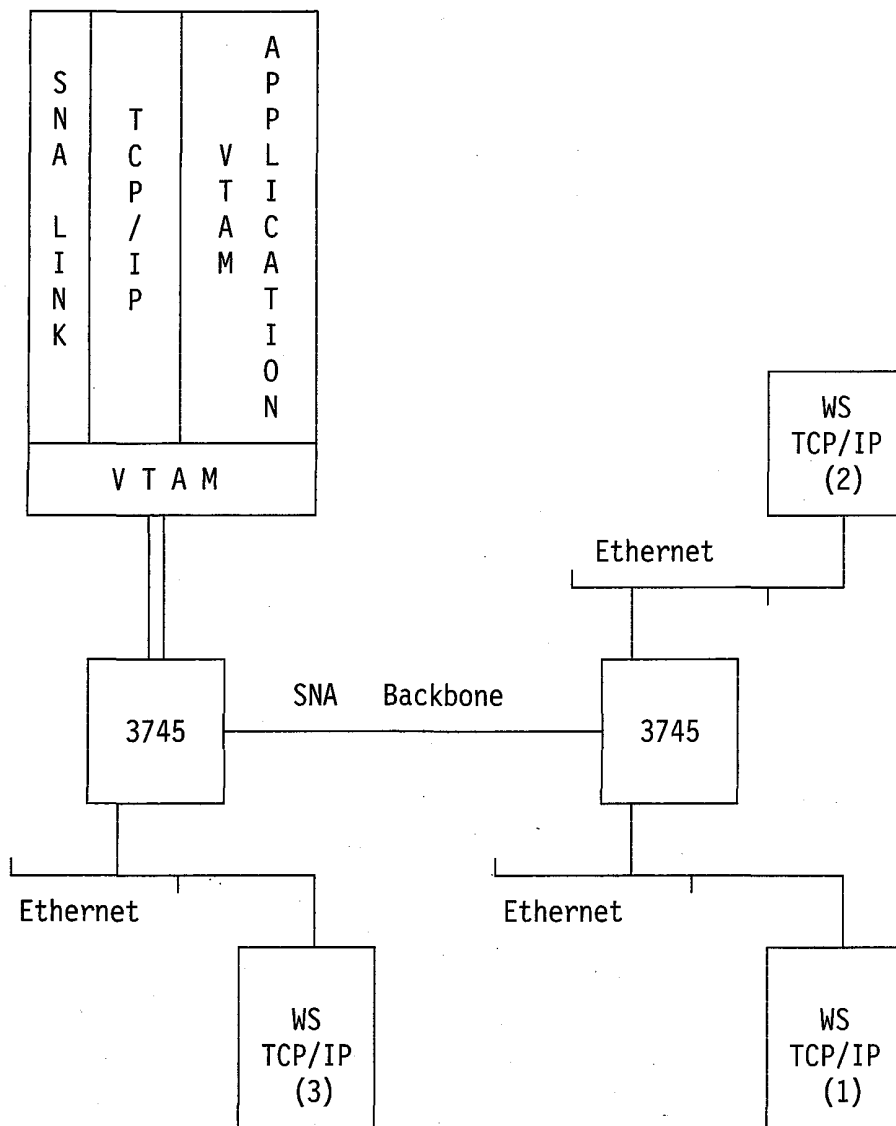 SNA LINK
TCP/IP
VTAM
APPLICATION
V T A M
WS
TCP/IP
(2)
Ethernet
3745
SNA Backbone
3745
Ethernet
Ethernet
WS
TCP/IP
(3)
WS
TCP/IP
(1)